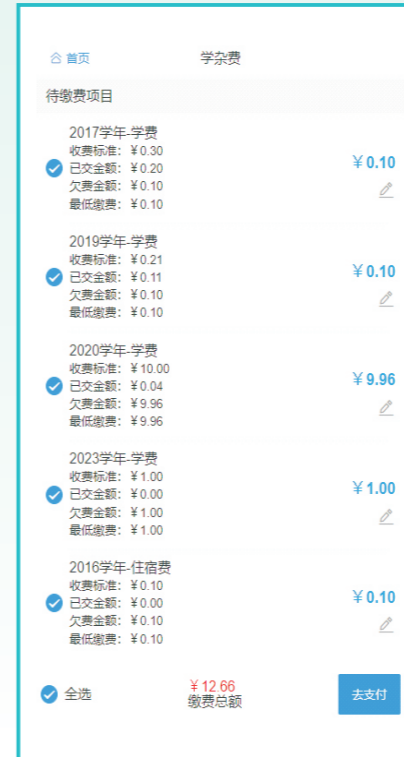 首页 学杂费
待缴费项目
2017学年-学费
收费标准: ¥0.30
已交金额: ¥0.20
欠费金额: ¥0.10
最低缴费: ¥0.10
¥0.10
2019学年-学费
收费标准: ¥0.21
已交金额: ¥0.11
欠费金额: ¥0.10
最低缴费: ¥0.10
¥0.10
2020学年-学费
收费标准: ¥10.00
已交金额: ¥0.04
欠费金额: ¥9.96
最低缴费: ¥9.96
¥9.96
2023学年-学费
收费标准: ¥1.00
已交金额: ¥0.00
欠费金额: ¥1.00
最低缴费: ¥1.00
¥1.00
2016学年-住宿费
收费标准: ¥0.10
已交金额: ¥0.00
欠费金额: ¥0.10
最低缴费: ¥0.10
¥0.10
全选
¥12.66
缴费总额
去支付